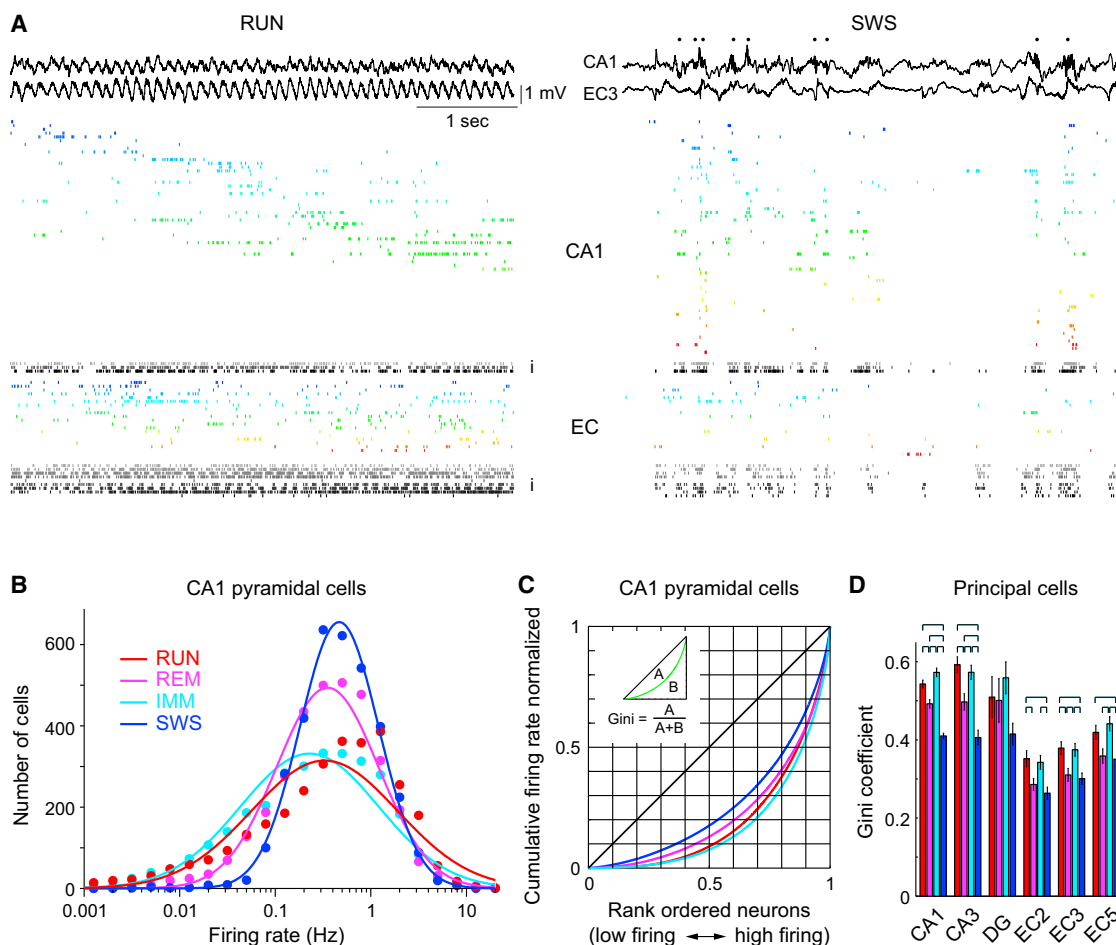 A
RUN
SWS
CA1
EC3
1 mV
1 sec
CA1
i
EC
i
B
CA1 pyramidal cells
RUN
REM
IMM
SWS
Number of cells
600
400
200
0
0.001
0.01
0.1
1
10
Firing rate (Hz)
C
CA1 pyramidal cells
Cumulative firing rate normalized
1
0.5
0
A
B
Gini = A
A+B
0
0.5
1
Rank ordered neurons
(low firing ↔ high firing)
D
Principal cells
Gini coefficient
0.6
0.4
0.2
0
CA1
CA3
DG
EC2
EC3
EC5